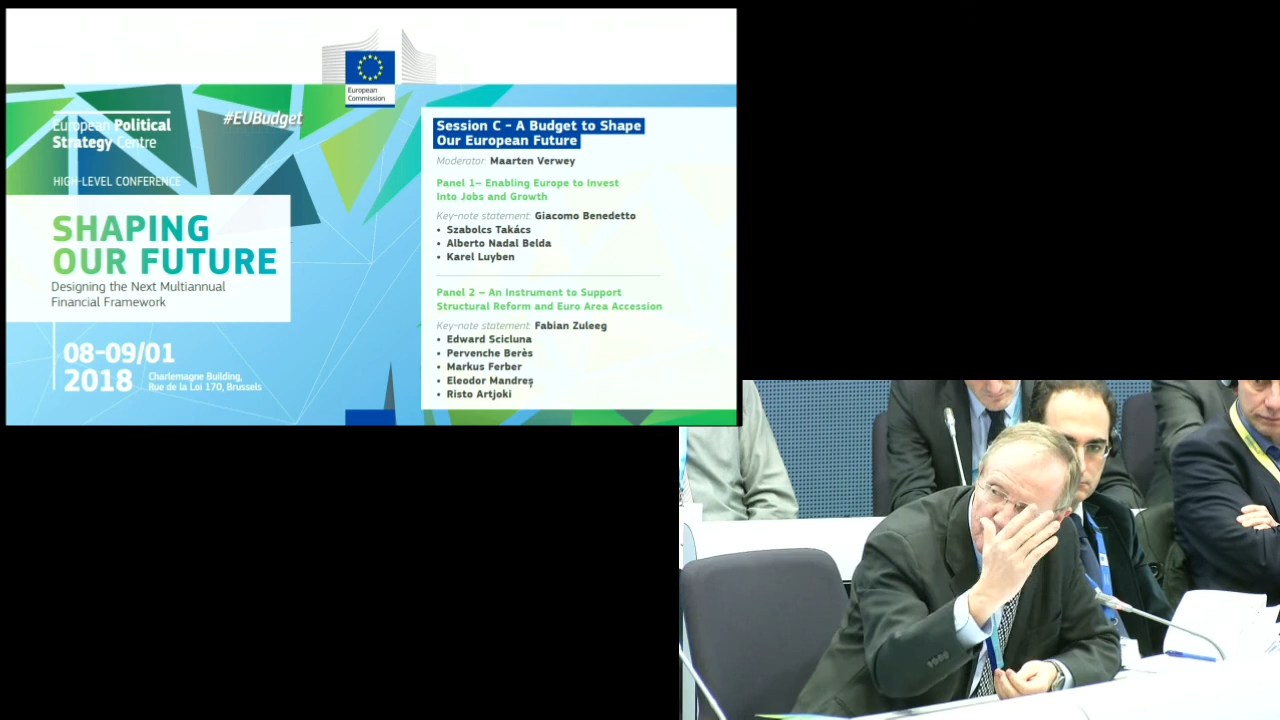 European
Commission
European Political
Strategy Centre
#EUBudget
HIGH-LEVEL CONFERENCE
SHAPING
OUR FUTURE
Designing the Next Multiannual
Financial Framework
08-09/01
2018
Charlemagne Building,
Rue de la Loi 170, Brussels
Session C - A Budget to Shape
Our European Future
Moderator: Maarten Verwey
Panel 1– Enabling Europe to Invest
Into Jobs and Growth
Key-note statement: Giacomo Benedetto
• Szabolcs Takács
• Alberto Nadal Belda
• Karel Luyben
Panel 2 – An Instrument to Support
Structural Reform and Euro Area Accession
Key-note statement: Fabian Zuleeg
• Edward Scicluna
• Pervenche Berès
• Markus Ferber
• Eleodor Mandreș
• Risto Artjoki